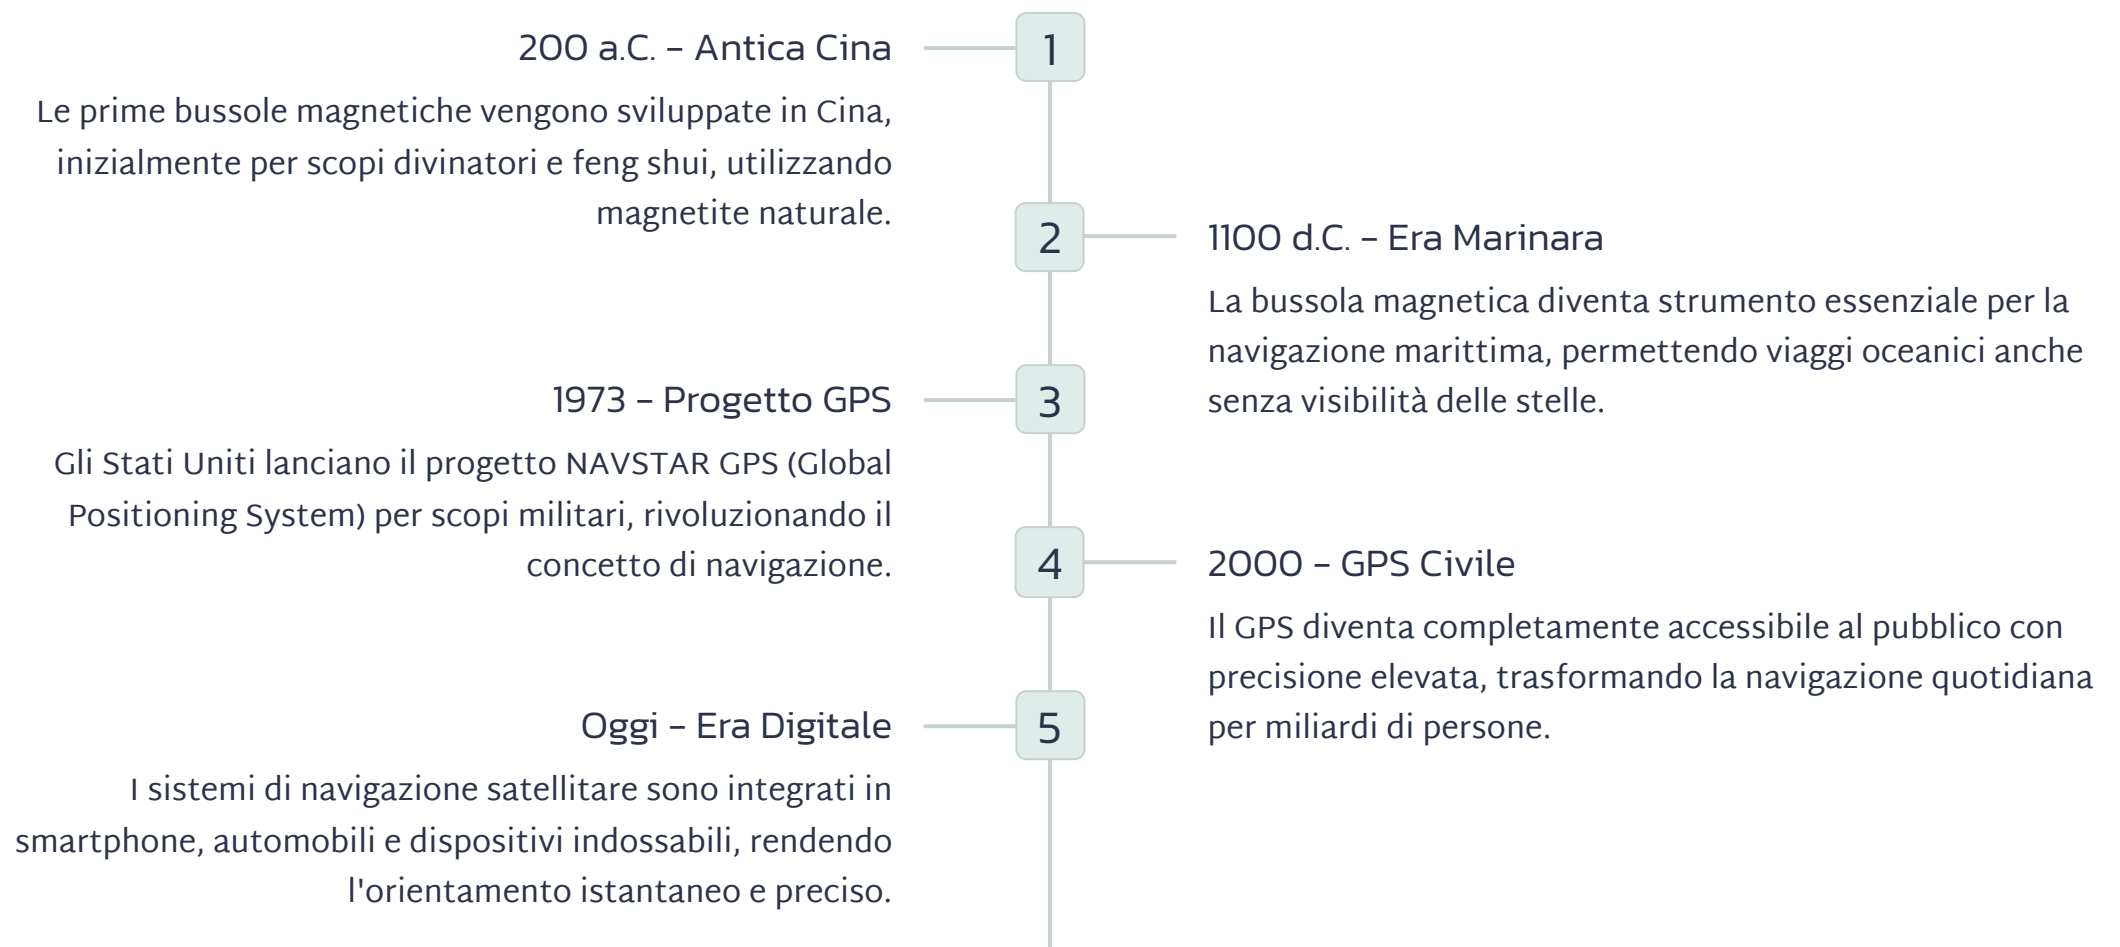 1
200 a.C. – Antica Cina
Le prime bussole magnetiche vengono sviluppate in Cina,
inizialmente per scopi divinatori e feng shui, utilizzando
magnetite naturale.
2
1100 d.C. – Era Marinara
La bussola magnetica diventa strumento essenziale per la
navigazione marittima, permettendo viaggi oceanici anche
senza visibilità delle stelle.
3
1973 – Progetto GPS
Gli Stati Uniti lanciano il progetto NAVSTAR GPS (Global
Positioning System) per scopi militari, rivoluzionando il
concetto di navigazione.
4
2000 – GPS Civile
Il GPS diventa completamente accessibile al pubblico con
precisione elevata, trasformando la navigazione quotidiana
per miliardi di persone.
5
Oggi – Era Digitale
I sistemi di navigazione satellitare sono integrati in
smartphone, automobili e dispositivi indossabili, rendendo
l'orientamento istantaneo e preciso.